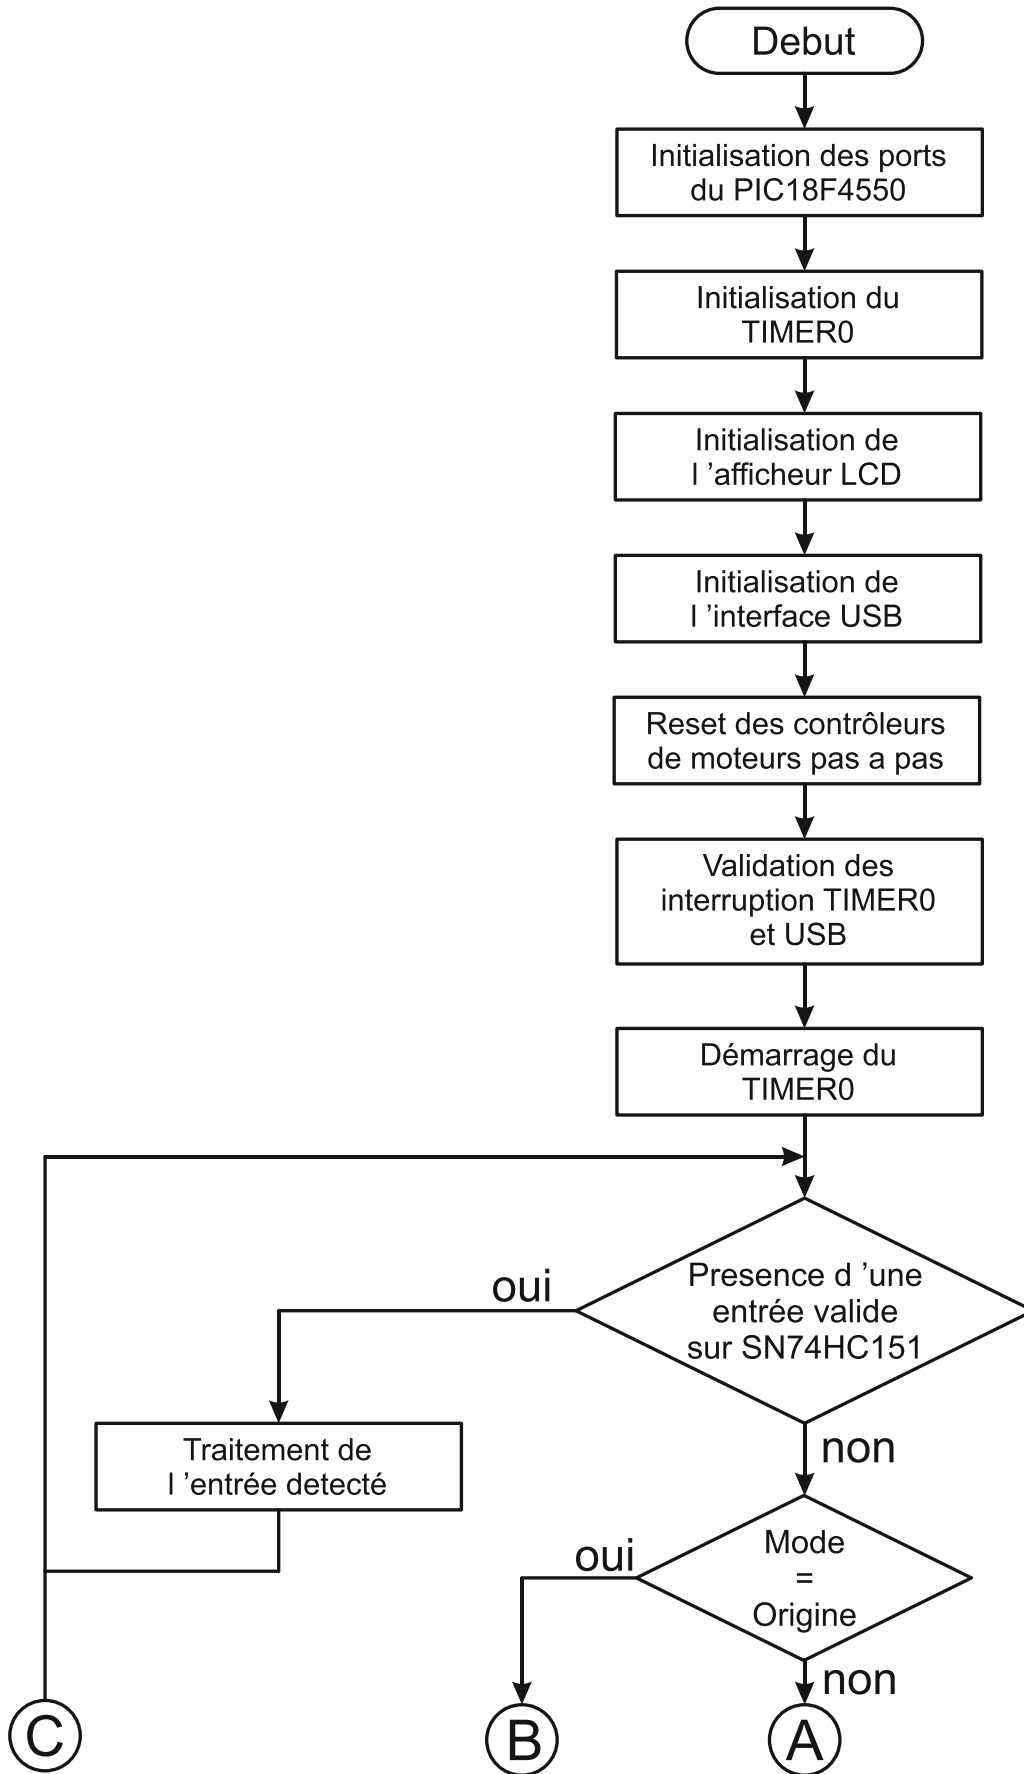 Debut
Initialisation des ports
du PIC18F4550
Initialisation du
TIMER0
Initialisation de
l ’afficheur LCD
Initialisation de
l ’interface USB
Reset des contrôleurs
de moteurs pas a pas
Validation des
interruption TIMER0
et USB
Démarrage du
TIMER0
Presence d ’une
entrée valide
sur SN74HC151
oui
non
Traitement de
l ’entrée detecté
Mode
=
Origine
oui
non
C
B
A